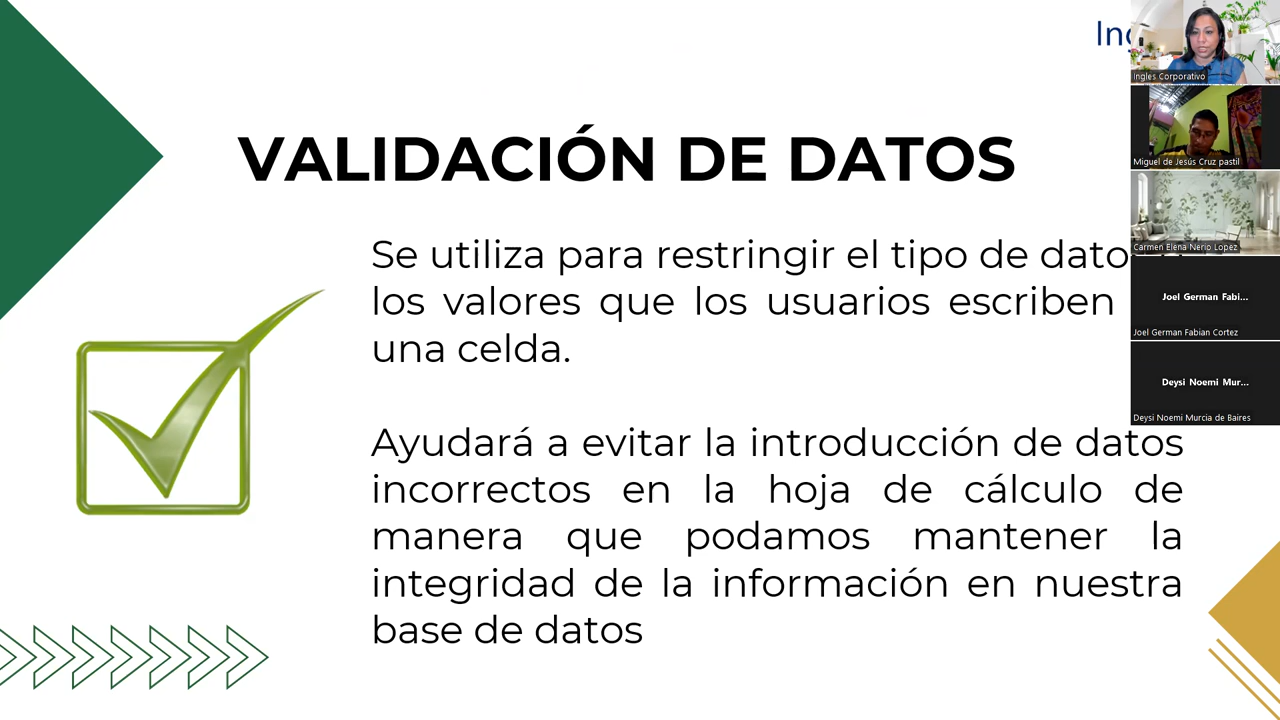 VALIDACIÓN DE DATOS
Se utiliza para restringir el tipo de
los valores que los usuarios escriben
una celda.
Ayudará a evitar la introducción de datos
incorrectos en la hoja de cálculo de
manera que podamos mantener la
integridad de la información en nuestra
base de datos
Ingles Corporativo
Miguel de Jesús Cruz pastil
Carmen Elena Nerio Lopez
Joel German Fabi...
Joel German Fabian Cortez
Deysi Noemi Mur...
Deysi Noemi Murcia de Baires